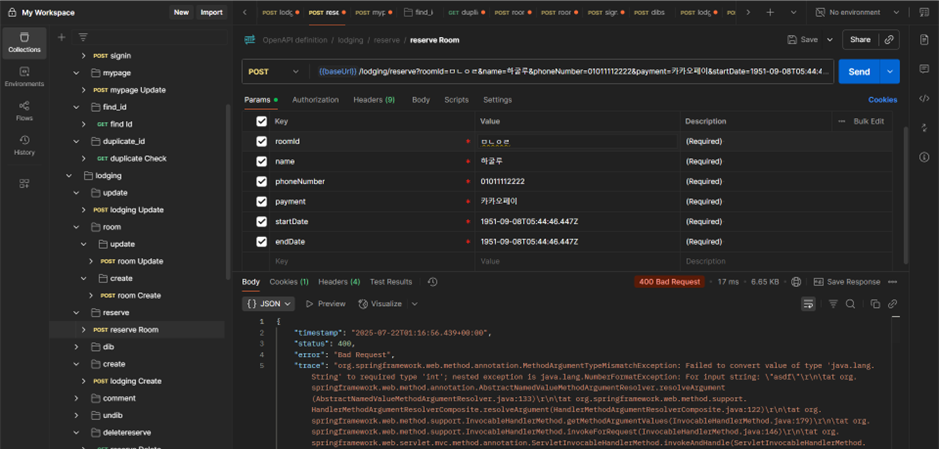 My Workspace New Import
POST lodg POST rese POST myp find_i GET dupli POST roor POST roor POST sign POST dibs POST lodg POST No environment
Collections
Environments
Flows
History
POST signin
mypage
POST mypage Update
find_id
GET find Id
duplicate_id
GET duplicate Check
lodging
update
POST lodging Update
room
update
POST room Update
create
POST room Create
reserve
POST reserve Room
dib
create
POST lodging Create
comment
undib
deletereserve
OpenAPI definition / lodging / reserve / reserve Room Save Share
POST {{baseUrl}} /lodging/reserve?roomId=ㅁㄴㅇㄹ&name=하굴루&phoneNumber=01011112222&payment=카카오페이&startDate=1951-09-08T05:44:4... Send
Params Authorization Headers (9) Body Scripts Settings Cookies
Key Value Description Bulk Edit
roomId ㅁㄴㅇㄹ (Required)
name 하굴루 (Required)
phoneNumber 01011112222 (Required)
payment 카카오페이 (Required)
startDate 1951-09-08T05:44:46.447Z (Required)
endDate 1951-09-08T05:44:46.447Z (Required)
Key Value Description
Body Cookies (1) Headers (4) Test Results 400 Bad Request 17 ms 6.65 KB Save Response
{} JSON Preview Visualize
1 {
2 "timestamp": "2025-07-22T01:16:56.439+00:00",
3 "status": 400,
4 "error": "Bad Request",
5 "trace": "org.springframework.web.method.annotation.MethodArgumentTypeMismatchException: Failed to convert value of type 'java.lang.
String' to required type 'int'; nested exception is java.lang.NumberFormatException: For input string: \"asdf\"\r\n\tat org.
springframework.web.method.annotation.AbstractNamedValueMethodArgumentResolver.resolveArgument
(AbstractNamedValueMethodArgumentResolver.java:133)\r\n\tat org.springframework.web.method.support.
HandlerMethodArgumentResolverComposite.resolveArgument(HandlerMethodArgumentResolverComposite.java:122)\r\n\tat org.
springframework.web.method.support.InvocableHandlerMethod.getMethodArgumentValues(InvocableHandlerMethod.java:179)\r\n\tat org.
springframework.web.method.support.InvocableHandlerMethod.invokeForRequest(InvocableHandlerMethod.java:146)\r\n\tat org.
springframework.web.servlet.mvc.method.annotation.ServletInvocableHandlerMethod.invokeAndHandle(ServletInvocableHandlerMethod.